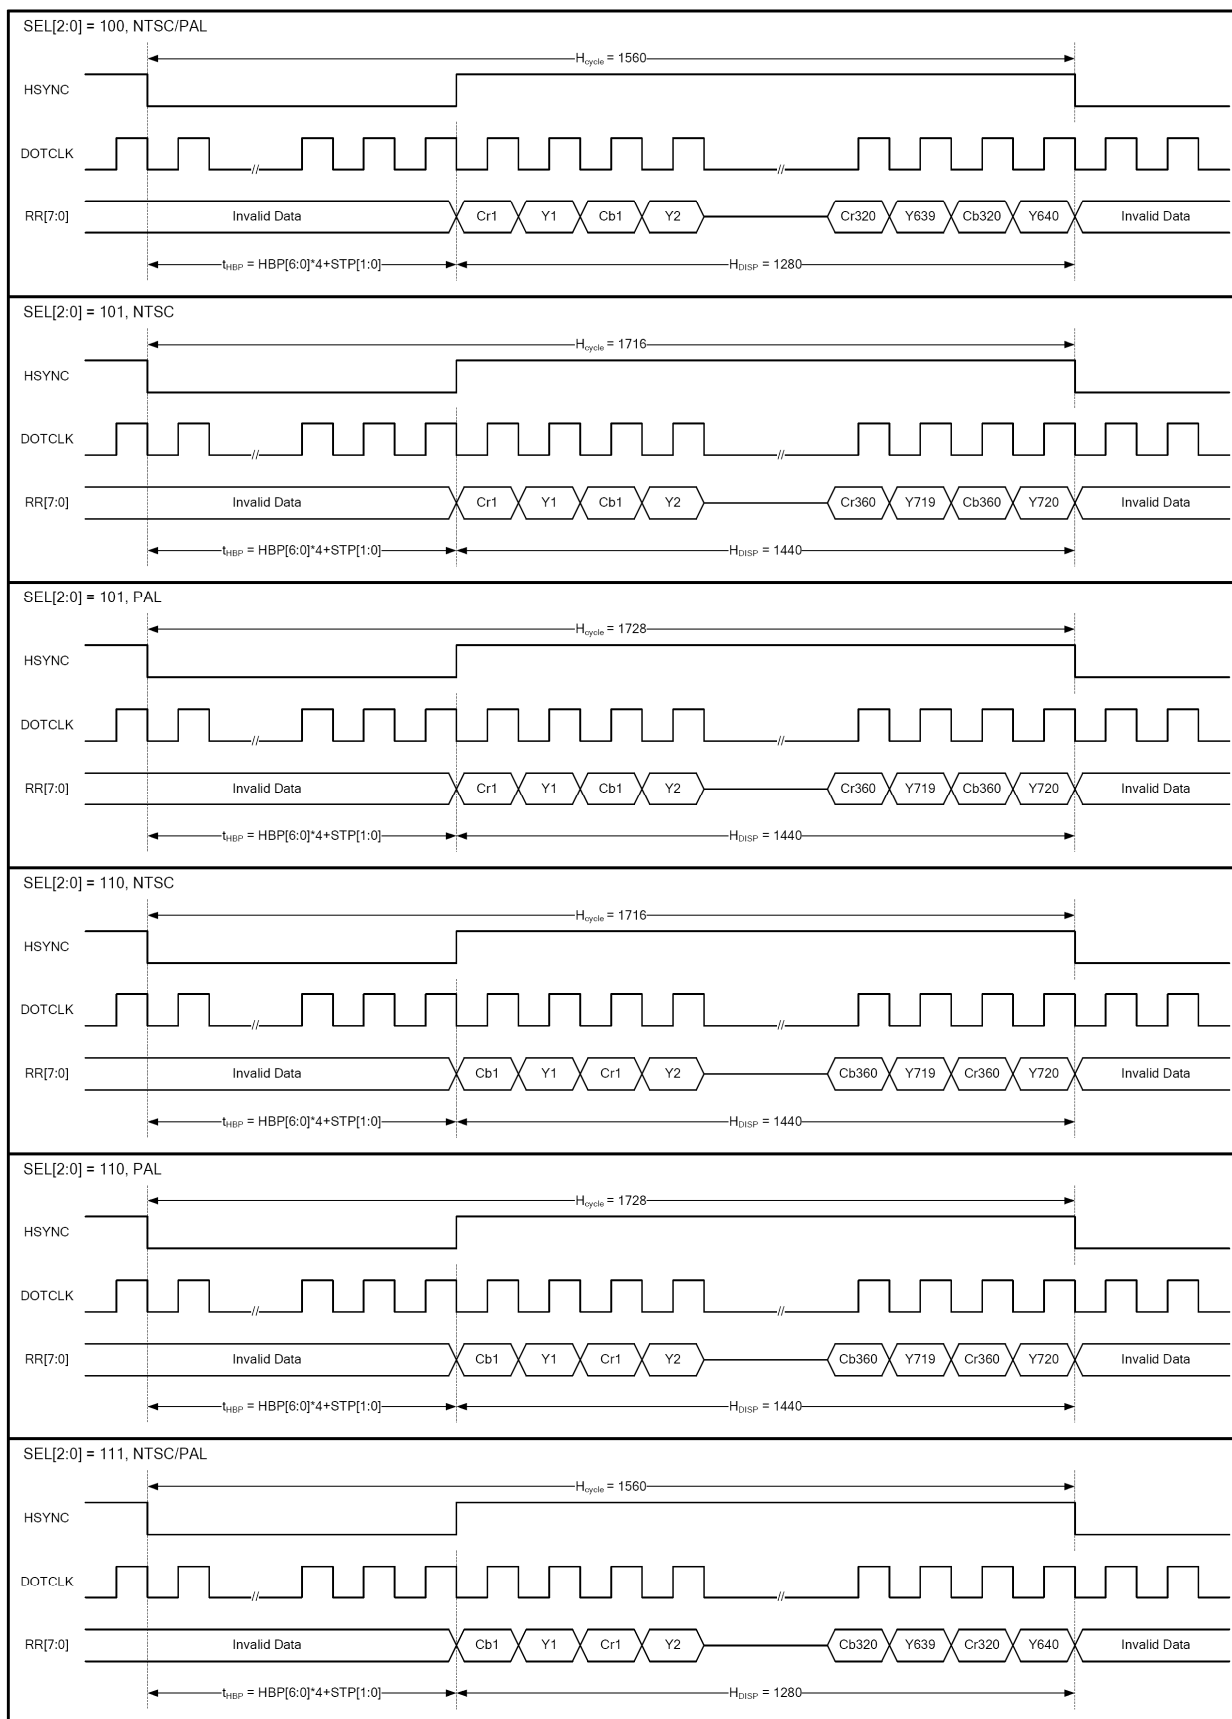 SEL[2:0] = 100, NTSC/PAL
Hcycle = 1560
HSYNC
DOTCLK
// //
RR[7:0] Invalid Data Cr1 Y1 Cb1 Y2 Cr320 Y639 Cb320 Y640 Invalid Data
tHBP = HBP[6:0]*4+STP[1:0] HDISP = 1280
SEL[2:0] = 101, NTSC
Hcycle = 1716
HSYNC
DOTCLK
// //
RR[7:0] Invalid Data Cr1 Y1 Cb1 Y2 Cr360 Y719 Cb360 Y720 Invalid Data
tHBP = HBP[6:0]*4+STP[1:0] HDISP = 1440
SEL[2:0] = 101, PAL
Hcycle = 1728
HSYNC
DOTCLK
// //
RR[7:0] Invalid Data Cr1 Y1 Cb1 Y2 Cr360 Y719 Cb360 Y720 Invalid Data
tHBP = HBP[6:0]*4+STP[1:0] HDISP = 1440
SEL[2:0] = 110, NTSC
Hcycle = 1716
HSYNC
DOTCLK
// //
RR[7:0] Invalid Data Cb1 Y1 Cr1 Y2 Cb360 Y719 Cr360 Y720 Invalid Data
tHBP = HBP[6:0]*4+STP[1:0] HDISP = 1440
SEL[2:0] = 110, PAL
Hcycle = 1728
HSYNC
DOTCLK
// //
RR[7:0] Invalid Data Cb1 Y1 Cr1 Y2 Cb360 Y719 Cr360 Y720 Invalid Data
tHBP = HBP[6:0]*4+STP[1:0] HDISP = 1440
SEL[2:0] = 111, NTSC/PAL
Hcycle = 1560
HSYNC
DOTCLK
// //
RR[7:0] Invalid Data Cb1 Y1 Cr1 Y2 Cb320 Y639 Cr320 Y640 Invalid Data
tHBP = HBP[6:0]*4+STP[1:0] HDISP = 1280